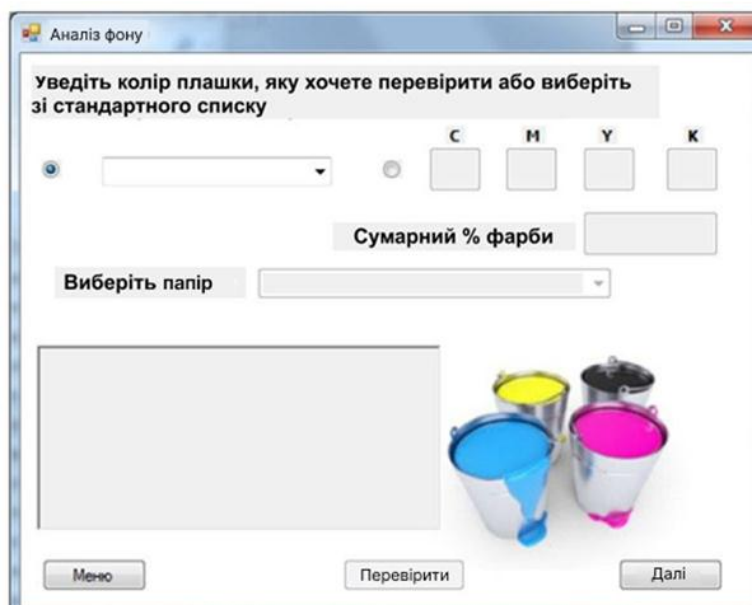 Аналіз фону
Уведіть колір плашки, яку хочете перевірити або виберіть
зі стандартного списку
C M Y K
Сумарний % фарби
Виберіть папір
Меню Перевірити Далі